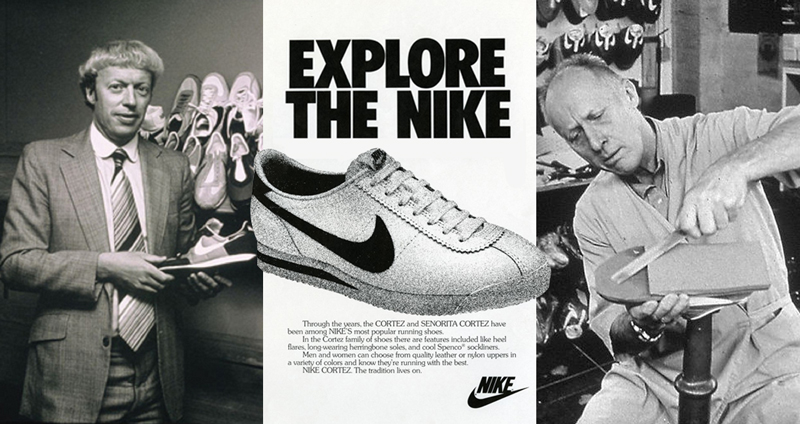 EXPLORE
THE NIKE
Through the years, the CORTEZ and SENORITA CORTEZ have
been among NIKE'S most popular running shoes.
In the Cortez family of shoes there are features included like heel
flares, long-wearing herringbone soles, and cool Spenco® sockliners.
Men and women can choose from quality leather or nylon uppers in
a variety of colors and know they're running with the best.
NIKE CORTEZ. The tradition lives on.
NIKE